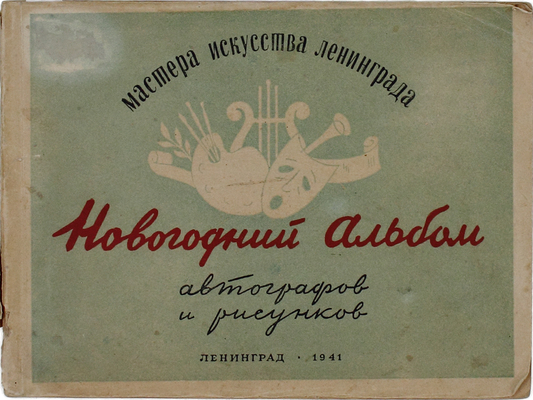 мастера искусства ленинграда
Новогодний альбом
автографов
и рисунков
ЛЕНИНГРАД · 1941